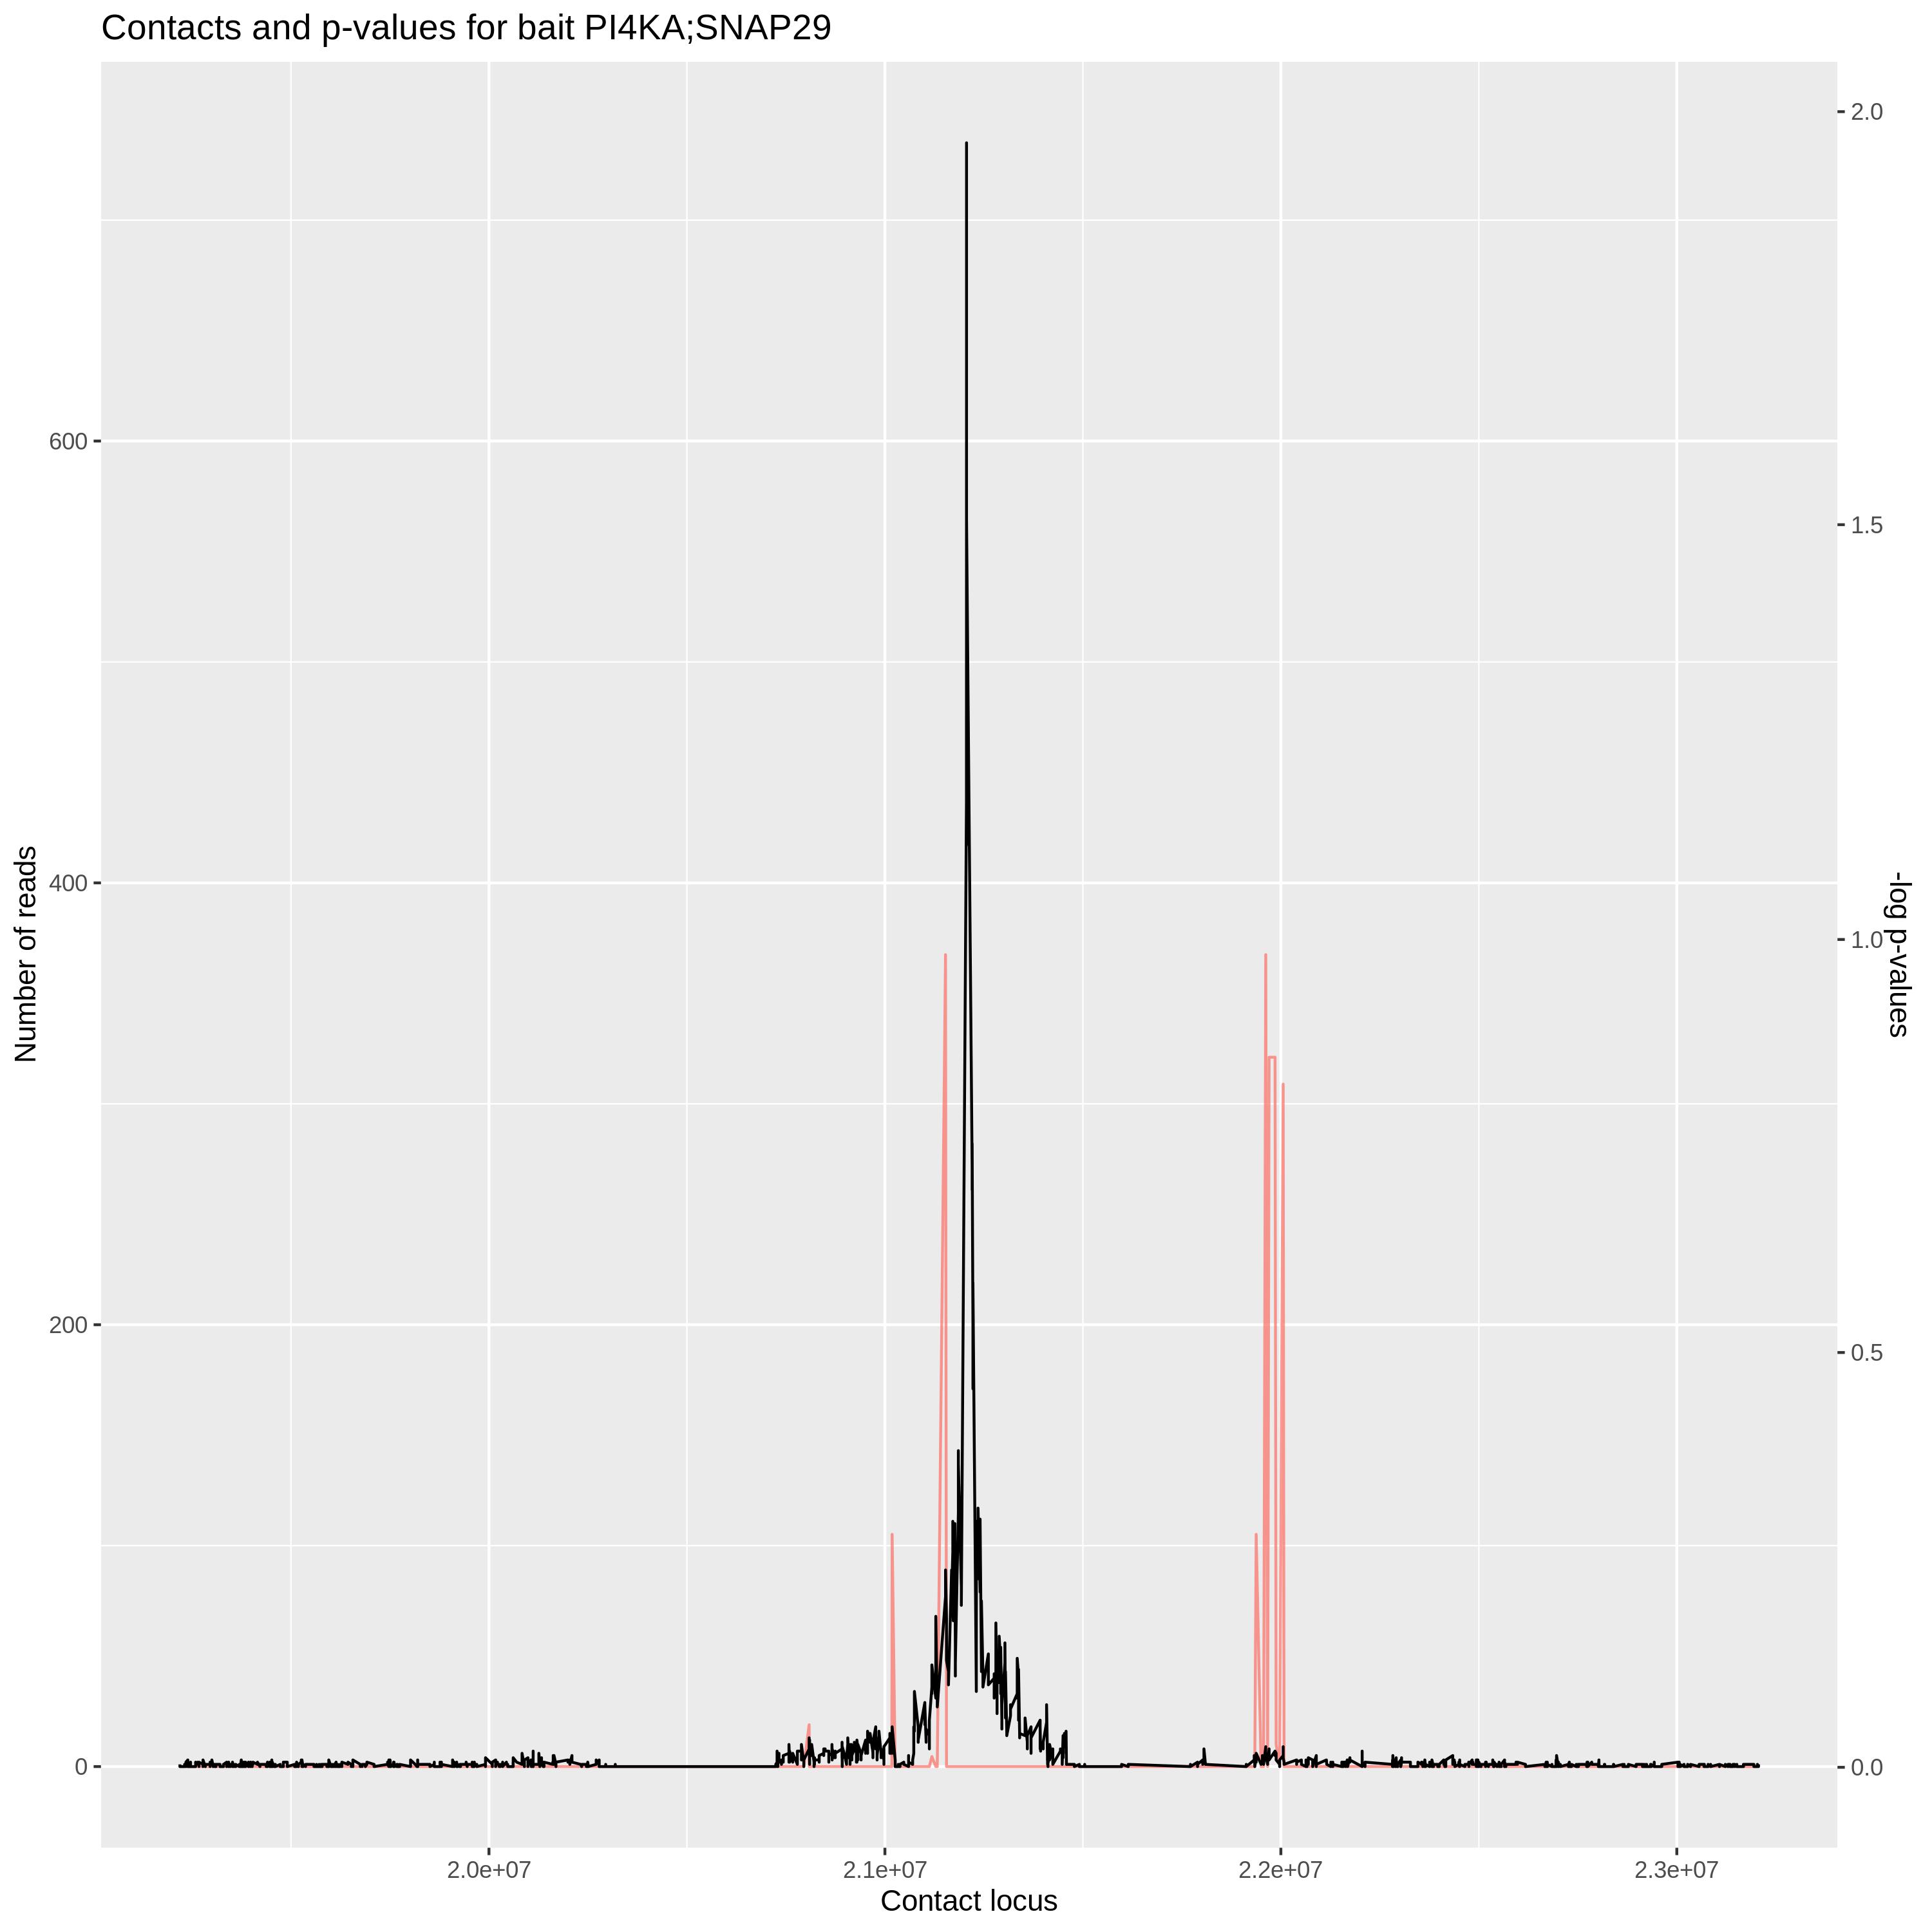 Contacts and p-values for bait PI4KA;SNAP29
2.0
1.5
1.0
0.5
0.0
600
400
200
0
Number of reads
-log p-values
2.0e+07
2.1e+07
2.2e+07
2.3e+07
Contact locus